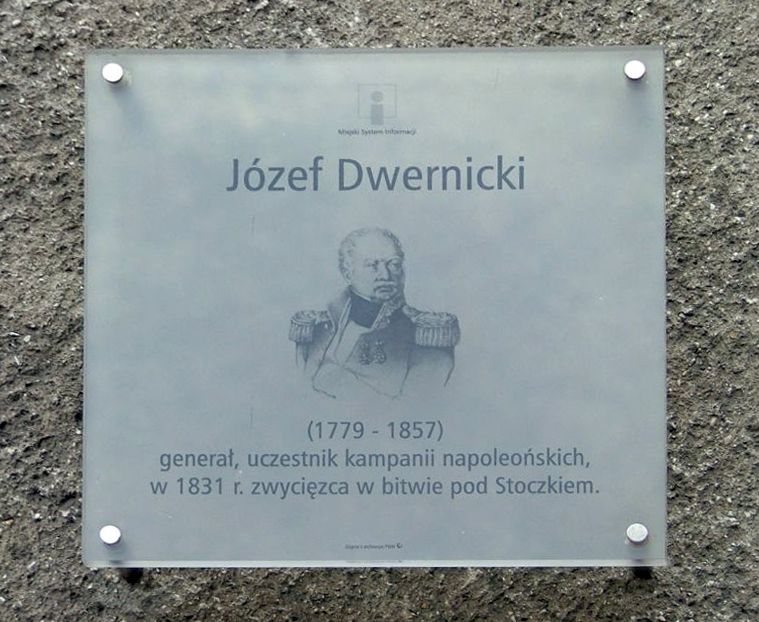 Miejski System Informacji
Józef Dwernicki
(1779 - 1857)
generał, uczestnik kampanii napoleońskich,
w 1831 r. zwycięzca w bitwie pod Stoczkiem.